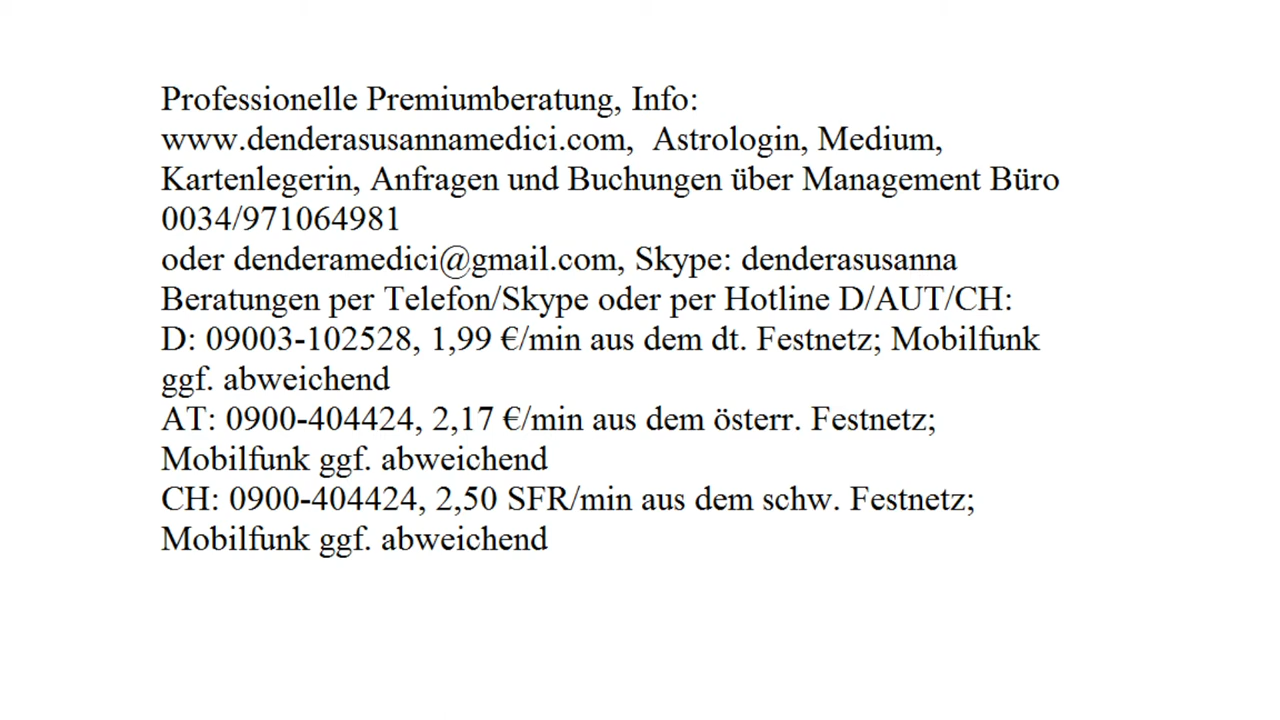 Professionelle Premiumberatung, Info:
www.denderasusannamedici.com,  Astrologin, Medium,
Kartenlegerin, Anfragen und Buchungen über Management Büro
0034/971064981
oder denderamedici@gmail.com, Skype: denderasusanna
Beratungen per Telefon/Skype oder per Hotline D/AUT/CH:
D: 09003-102528, 1,99 €/min aus dem dt. Festnetz; Mobilfunk
ggf. abweichend
AT: 0900-404424, 2,17 €/min aus dem österr. Festnetz;
Mobilfunk ggf. abweichend
CH: 0900-404424, 2,50 SFR/min aus dem schw. Festnetz;
Mobilfunk ggf. abweichend